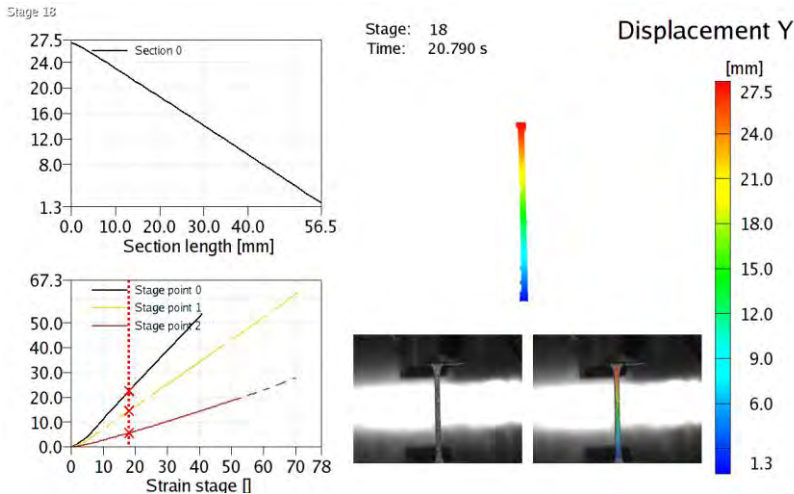 Stage 18
27.5
24.0
20.0
16.0
12.0
8.0
1.3
Section 0
0.0 10.0 20.0 30.0 40.0 56.5
Section length [mm]
67.3
50.0
40.0
30.0
20.0
10.0
0.0
Stage point 0
Stage point 1
Stage point 2
0 10 20 30 40 50 60 70 78
Strain stage []
Stage: 18
Time: 20.790 s
Displacement Y
[mm]
27.5
24.0
21.0
18.0
15.0
12.0
9.0
6.0
1.3